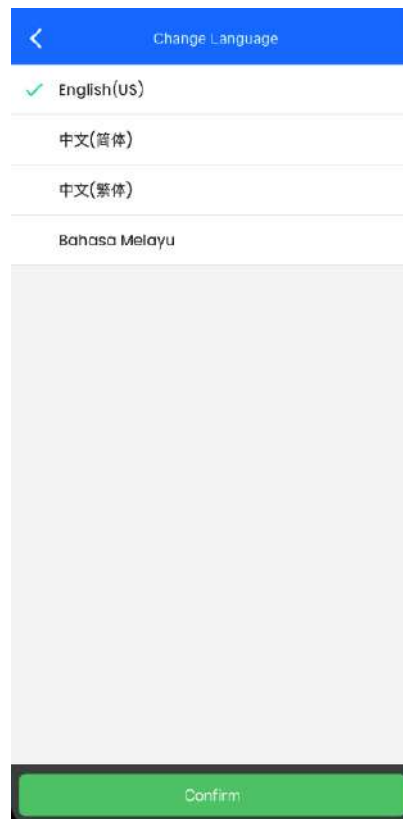 Change Language
English(US)
中文(简体)
中文(繁体)
Bahasa Melayu
Confirm